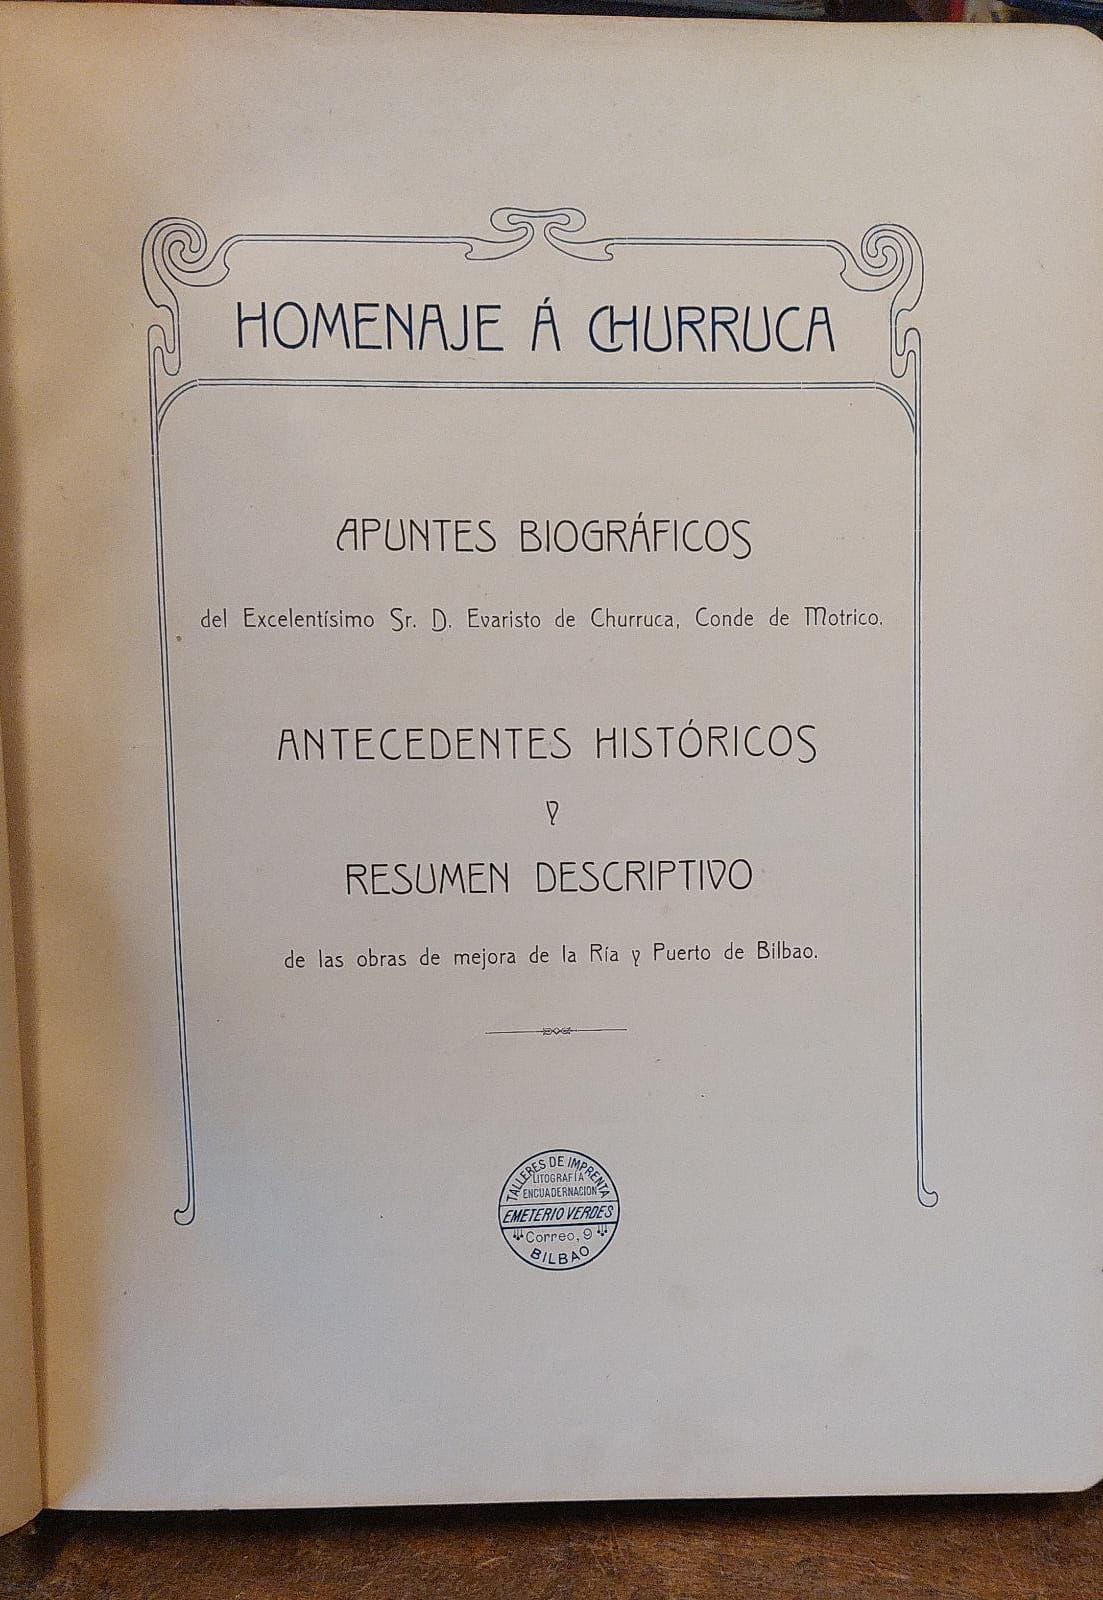 HOMENAJE Á CHURRUCA
APUNTES BIOGRÁFICOS
del Excelentísimo Sr. D. Evaristo de Churruca, Conde de Motrico.
ANTECEDENTES HISTÓRICOS
Y
RESUMEN DESCRIPTIVO
de las obras de mejora de la Ría y Puerto de Bilbao.
TALLERES DE IMPRENTA
LITOGRAFÍA
ENCUADERNACION
EMETERIO VERDES
Correo, 9
BILBAO